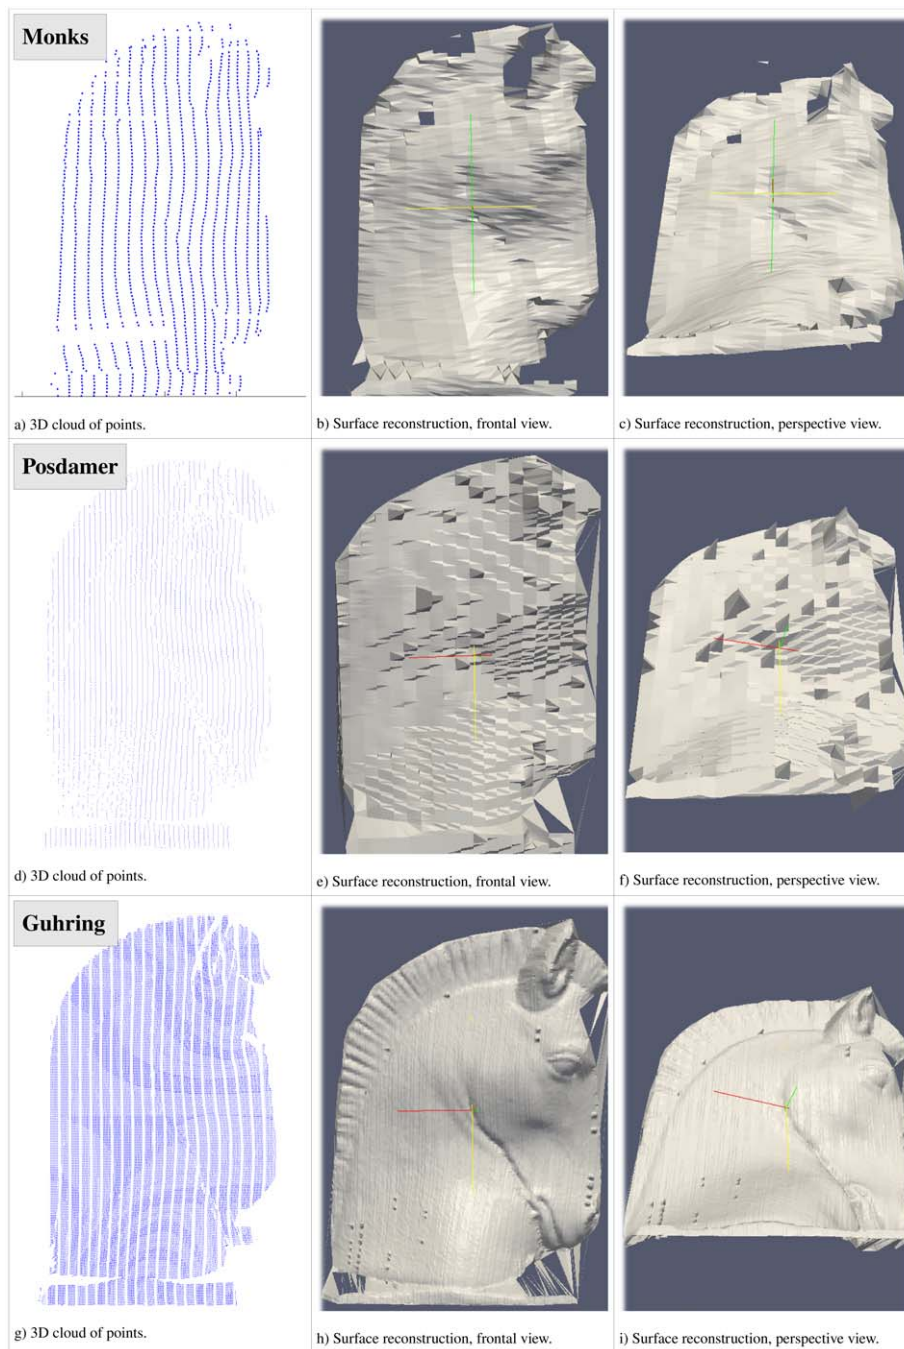 Monks
a) 3D cloud of points.
b) Surface reconstruction, frontal view.
c) Surface reconstruction, perspective view.
Posdamer
d) 3D cloud of points.
e) Surface reconstruction, frontal view.
f) Surface reconstruction, perspective view.
Guhring
g) 3D cloud of points.
h) Surface reconstruction, frontal view.
i) Surface reconstruction, perspective view.